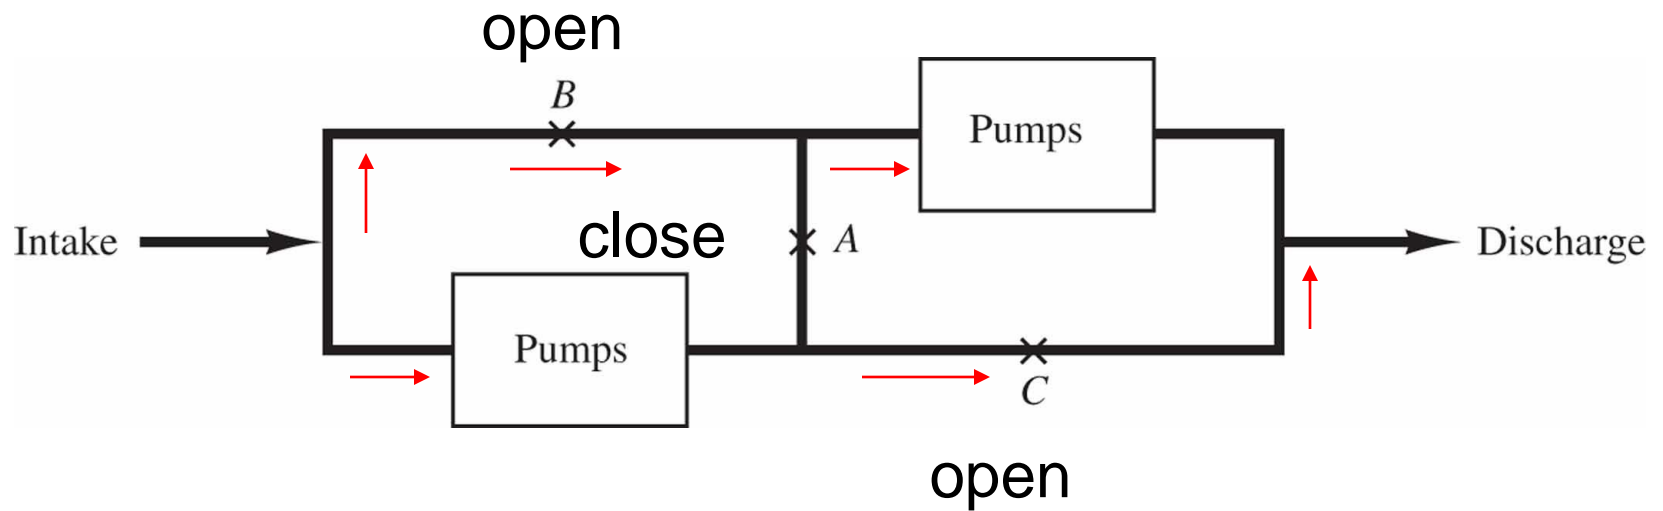 open
B
Pumps
Intake
close
A
Discharge
Pumps
C
open